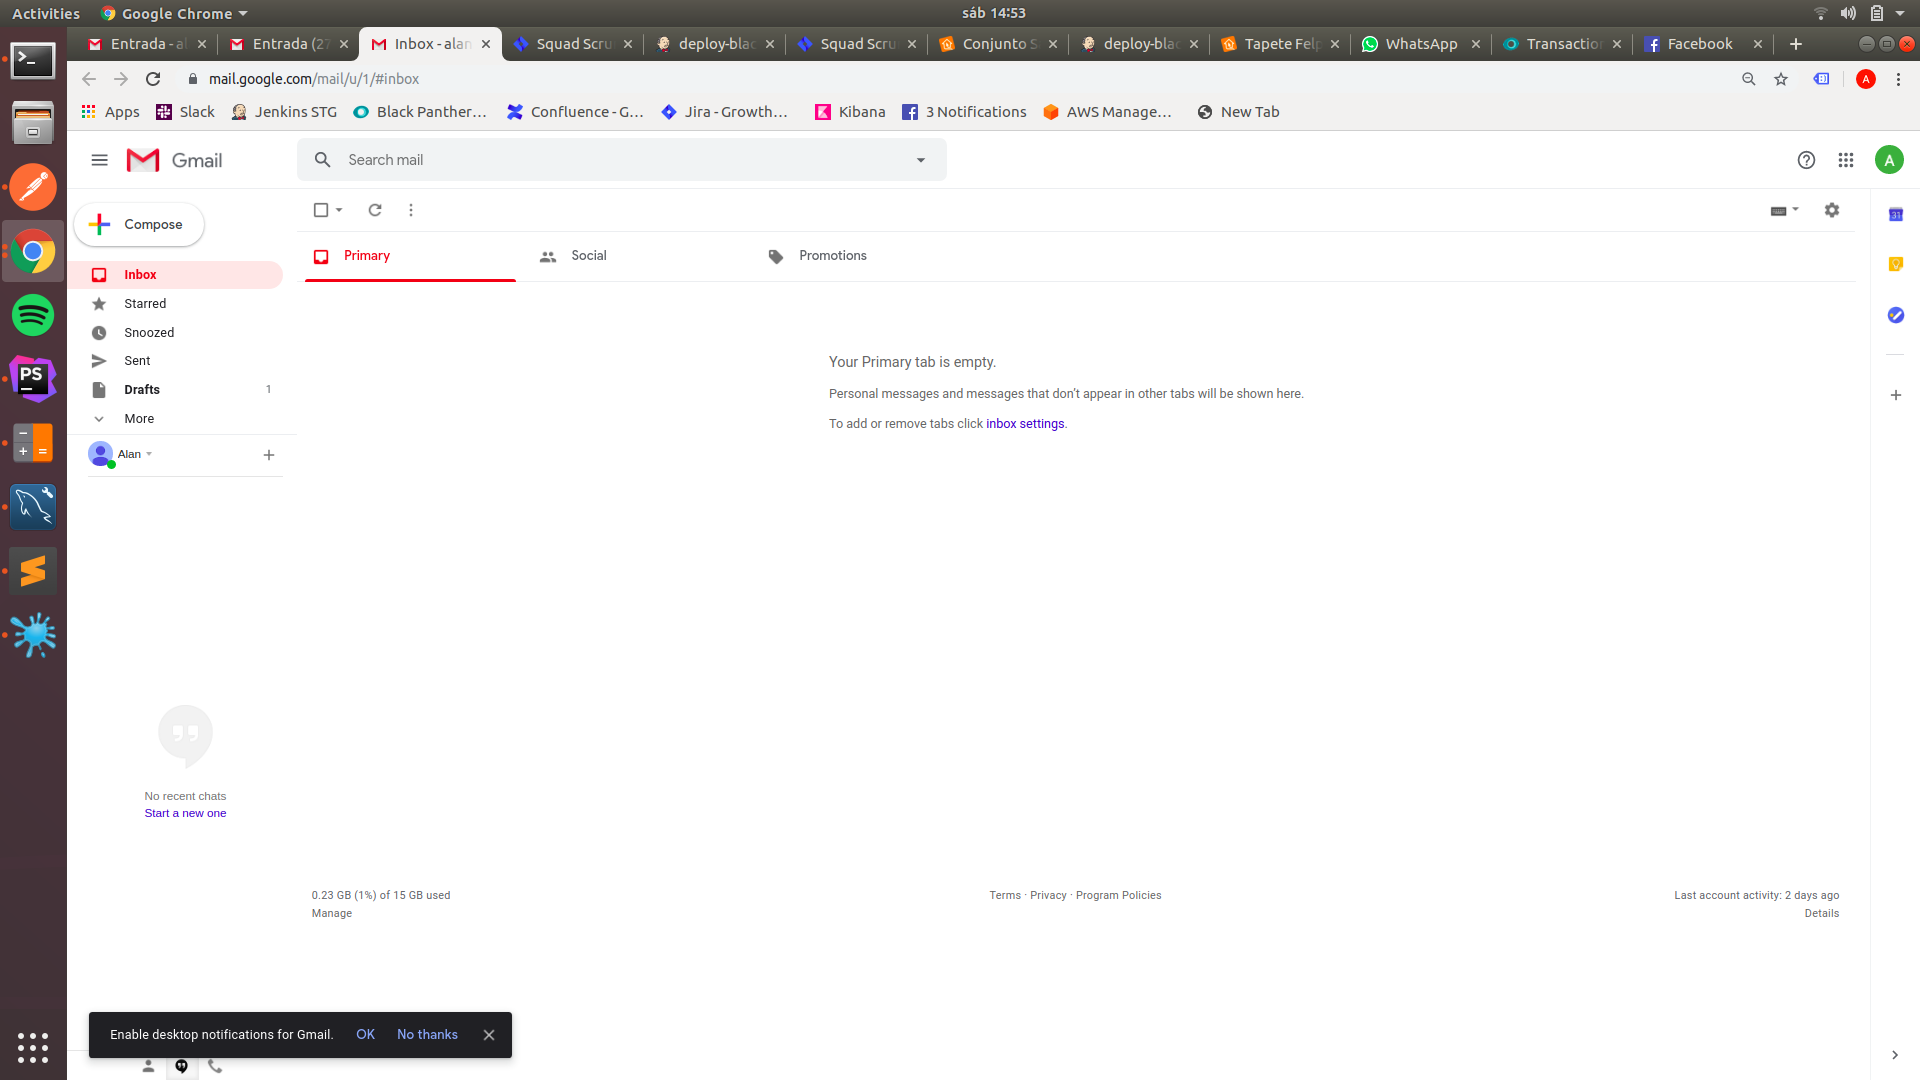 Activities
Google Chrome
sáb 14:53
Entrada - al
Entrada (27
Inbox - alan
Squad Scru
deploy-blac
Squad Scru
Conjunto S
deploy-blac
Tapete Felp
WhatsApp
Transaction
Facebook
mail.google.com/mail/u/1/#inbox
A
Apps
Slack
Jenkins STG
Black Panther…
Confluence - G…
Jira - Growth…
Kibana
3 Notifications
AWS Manage…
New Tab
Gmail
Search mail
A
Compose
31
Primary
Social
Promotions
Inbox
Starred
Snoozed
Sent
Drafts 1
More
Alan
PS
Your Primary tab is empty.
Personal messages and messages that don't appear in other tabs will be shown here.
To add or remove tabs click inbox settings.
No recent chats
Start a new one
0.23 GB (1%) of 15 GB used
Manage
Terms · Privacy · Program Policies
Last account activity: 2 days ago
Details
Enable desktop notifications for Gmail. OK No thanks